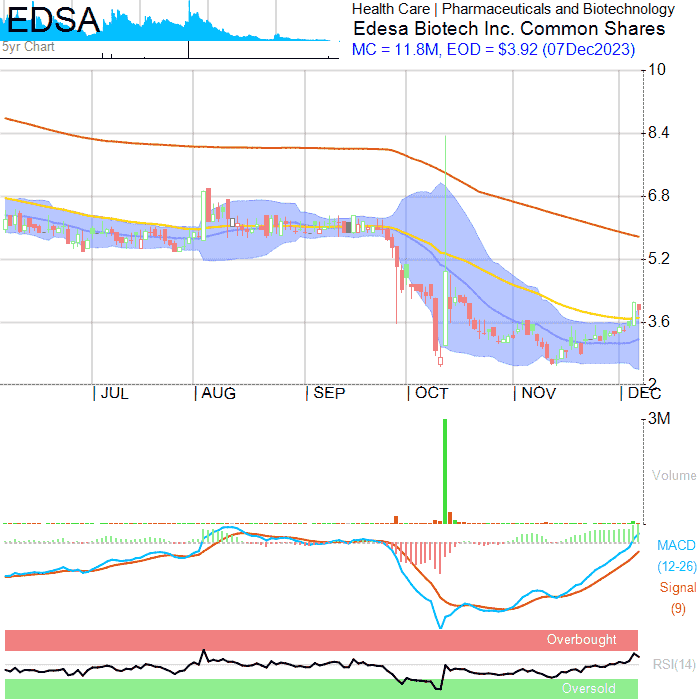 EDSA
5yr Chart
Health Care | Pharmaceuticals and Biotechnology
Edesa Biotech Inc. Common Shares
MC = 11.8M, EOD = $3.92 (07Dec2023)
10
8.4
6.8
5.2
3.6
2
JUL AUG SEP OCT NOV DEC
3M
Volume
MACD
(12-26)
Signal
(9)
Overbought
RSI(14)
Oversold